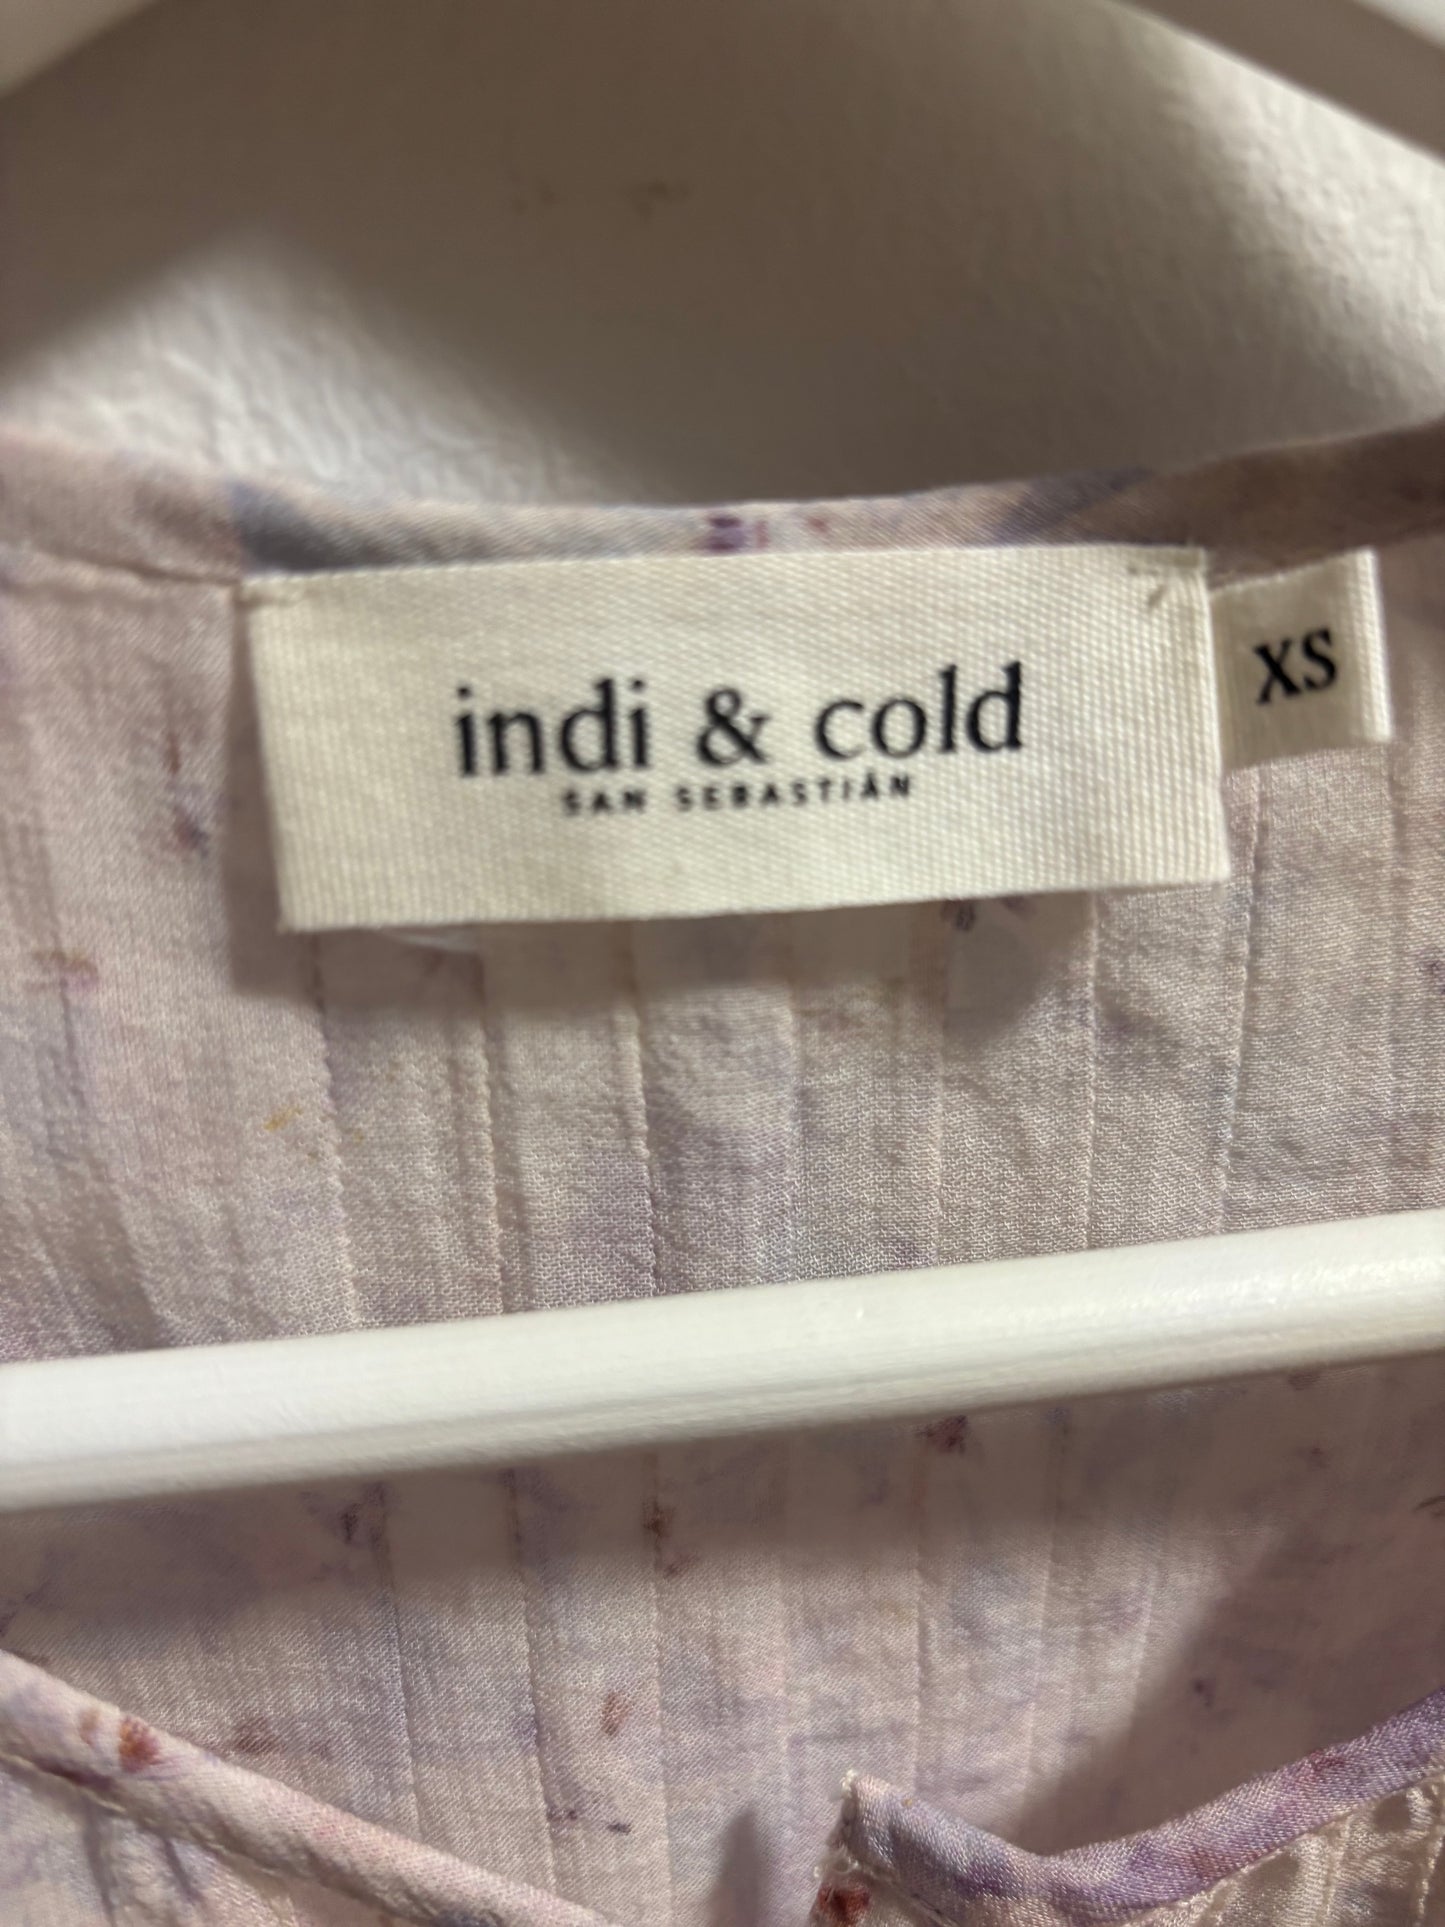 indi & cold
SAN SEBASTIÁN
XS